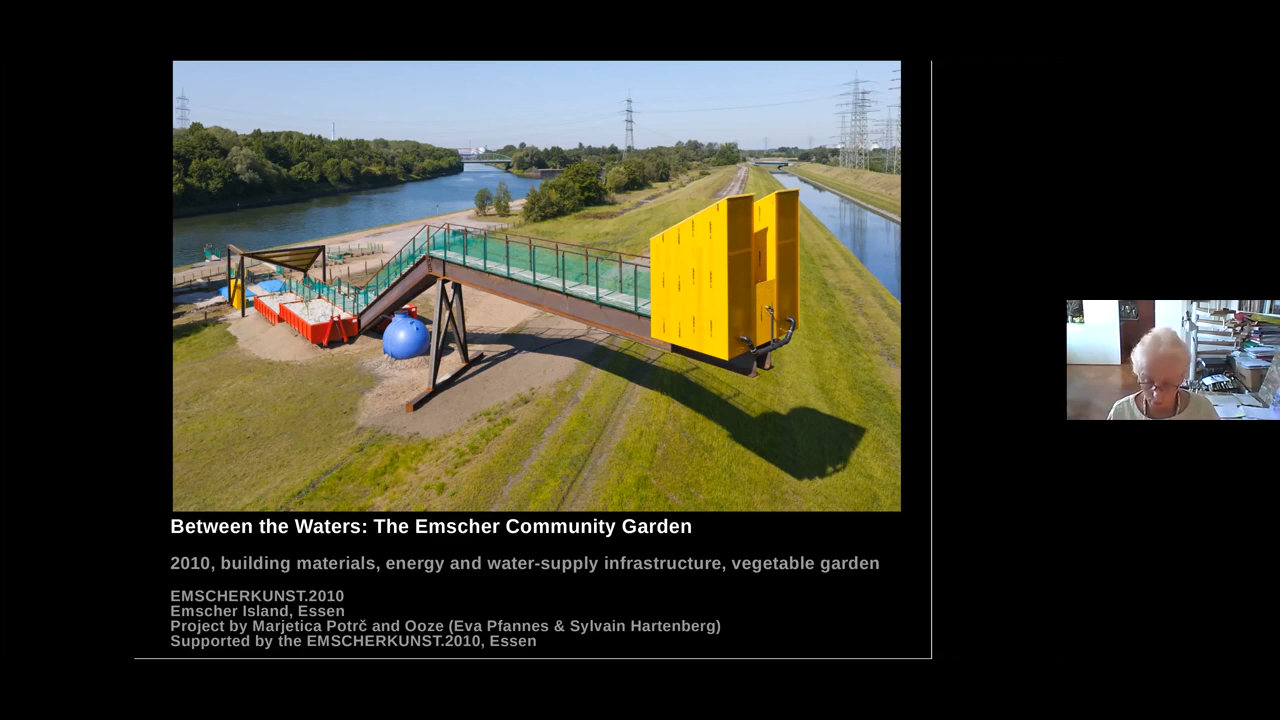 Between the Waters: The Emscher Community Garden
2010, building materials, energy and water-supply infrastructure, vegetable garden
EMSCHERKUNST.2010
Emscher Island, Essen
Project by Marjetica Potrč and Ooze (Eva Pfannes & Sylvain Hartenberg)
Supported by the EMSCHERKUNST.2010, Essen